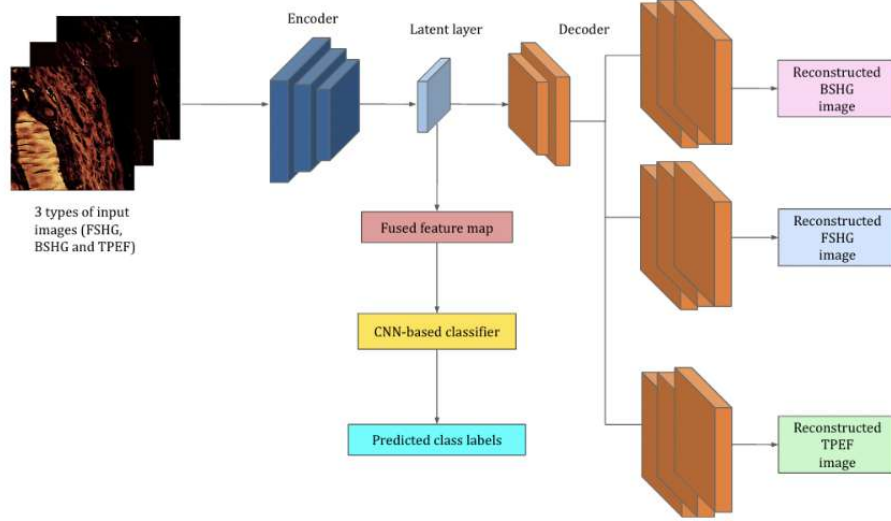 Encoder
Latent layer
Decoder
3 types of input
images (FSHG,
BSHG and TPEF)
Fused feature map
CNN-based classifier
Predicted class labels
Reconstructed
BSHG
image
Reconstructed
FSHG
image
Reconstructed
TPEF
image